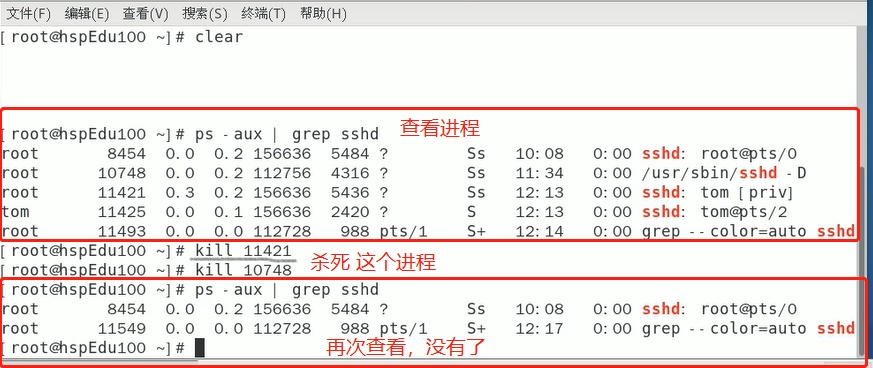 文件(F) 编辑(E) 查看(V) 搜索(S) 终端(T) 帮助(H)
[root@hspEdu100 ~]# clear
[root@hspEdu100 ~]# ps -aux | grep sshd 查看进程
root 8454 0.0 0.2 156636 5484 ? Ss 10:08 0:00 sshd: root@pts/0
root 10748 0.0 0.2 112756 4316 ? Ss 11:34 0:00 /usr/sbin/sshd -D
root 11421 0.3 0.2 156636 5436 ? Ss 12:13 0:00 sshd: tom [priv]
tom 11425 0.0 0.1 156636 2420 ? S 12:13 0:00 sshd: tom@pts/2
root 11493 0.0 0.0 112728 988 pts/1 S+ 12:14 0:00 grep --color=auto sshd
[root@hspEdu100 ~]# kill 11421
[root@hspEdu100 ~]# kill 10748 杀死 这个进程
[root@hspEdu100 ~]# ps -aux | grep sshd
root 8454 0.0 0.2 156636 5484 ? Ss 10:08 0:00 sshd: root@pts/0
root 11549 0.0 0.0 112728 988 pts/1 S+ 12:17 0:00 grep --color=auto sshd
[root@hspEdu100 ~]# 再次查看，没有了